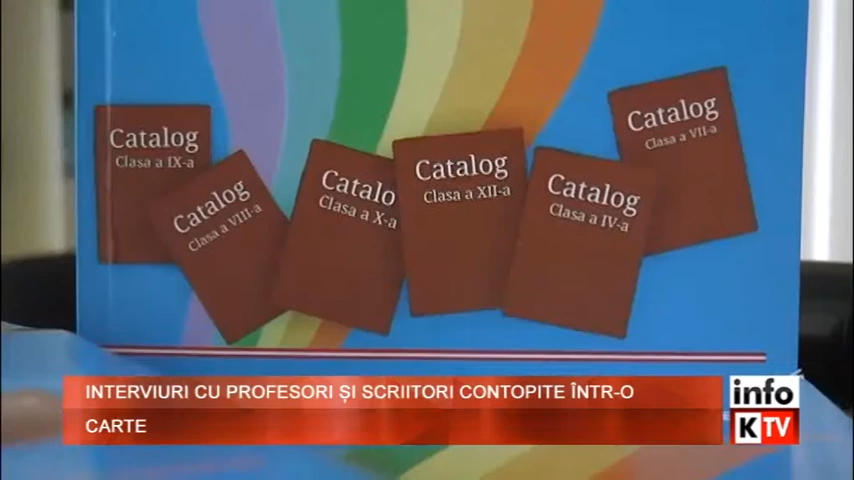 Catalog
Clasa a IX-a
Catalog
Clasa a VIII-a
Catalo
Clasa a X-a
Catalog
Clasa a XII-a
Catalog
Clasa a IV-a
Catalog
Clasa a VII-a
INTERVIURI CU PROFESORI ȘI SCRIITORI CONTOPITE ÎNTR-O
CARTE
info
K TV